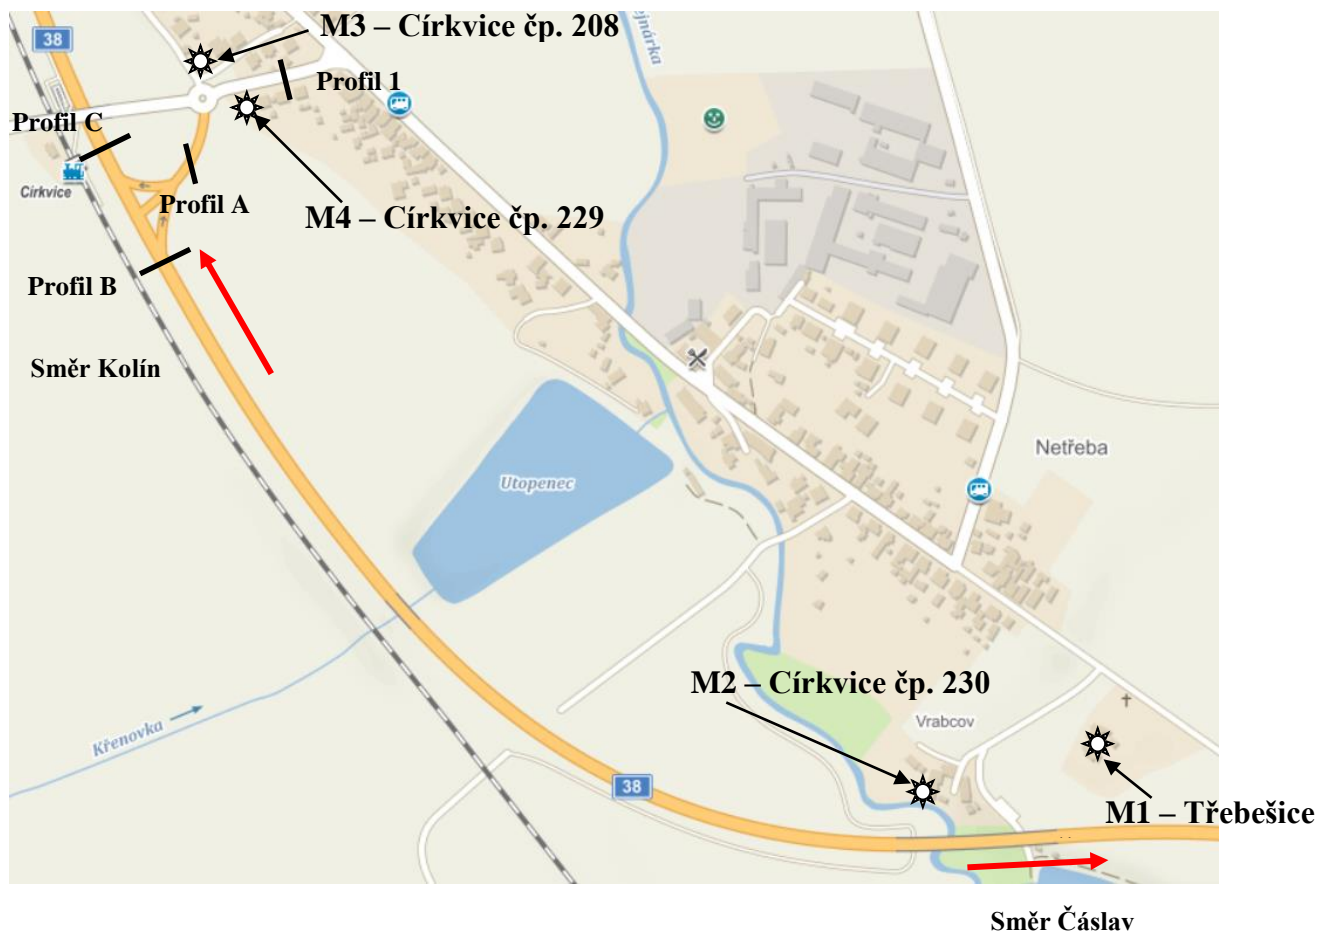 M3 – Církvice čp. 208
38
Profil 1
Profil C
Církvice
Profil A
M4 – Církvice čp. 229
Profil B
Směr Kolín
Netřeba
Utopenec
M2 – Církvice čp. 230
Vrabcov
Křenovka
38
M1 – Třebešice
Směr Čáslav